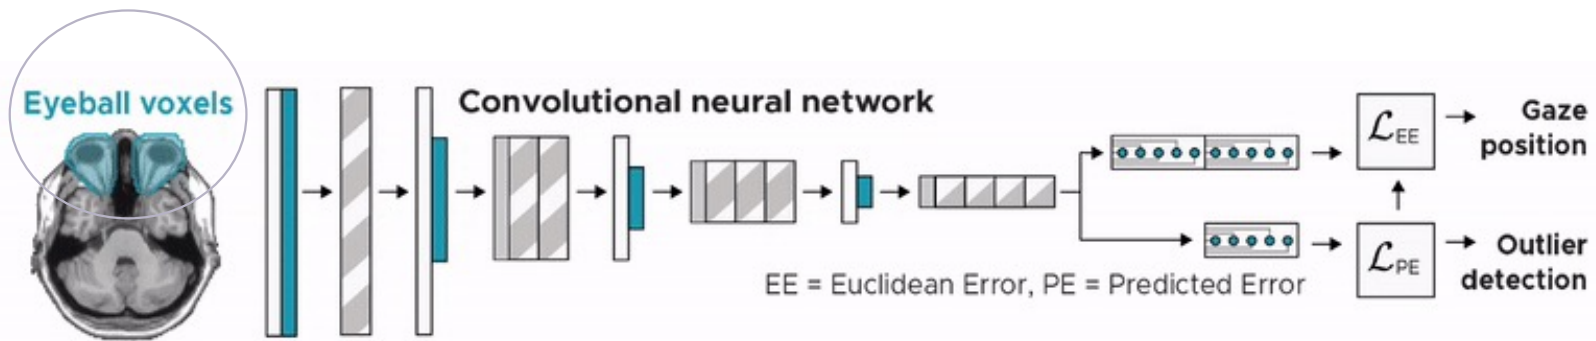 Eyeball voxels
Convolutional neural network
ℒEE
Gaze
position
ℒPE
Outlier
detection
EE = Euclidean Error, PE = Predicted Error